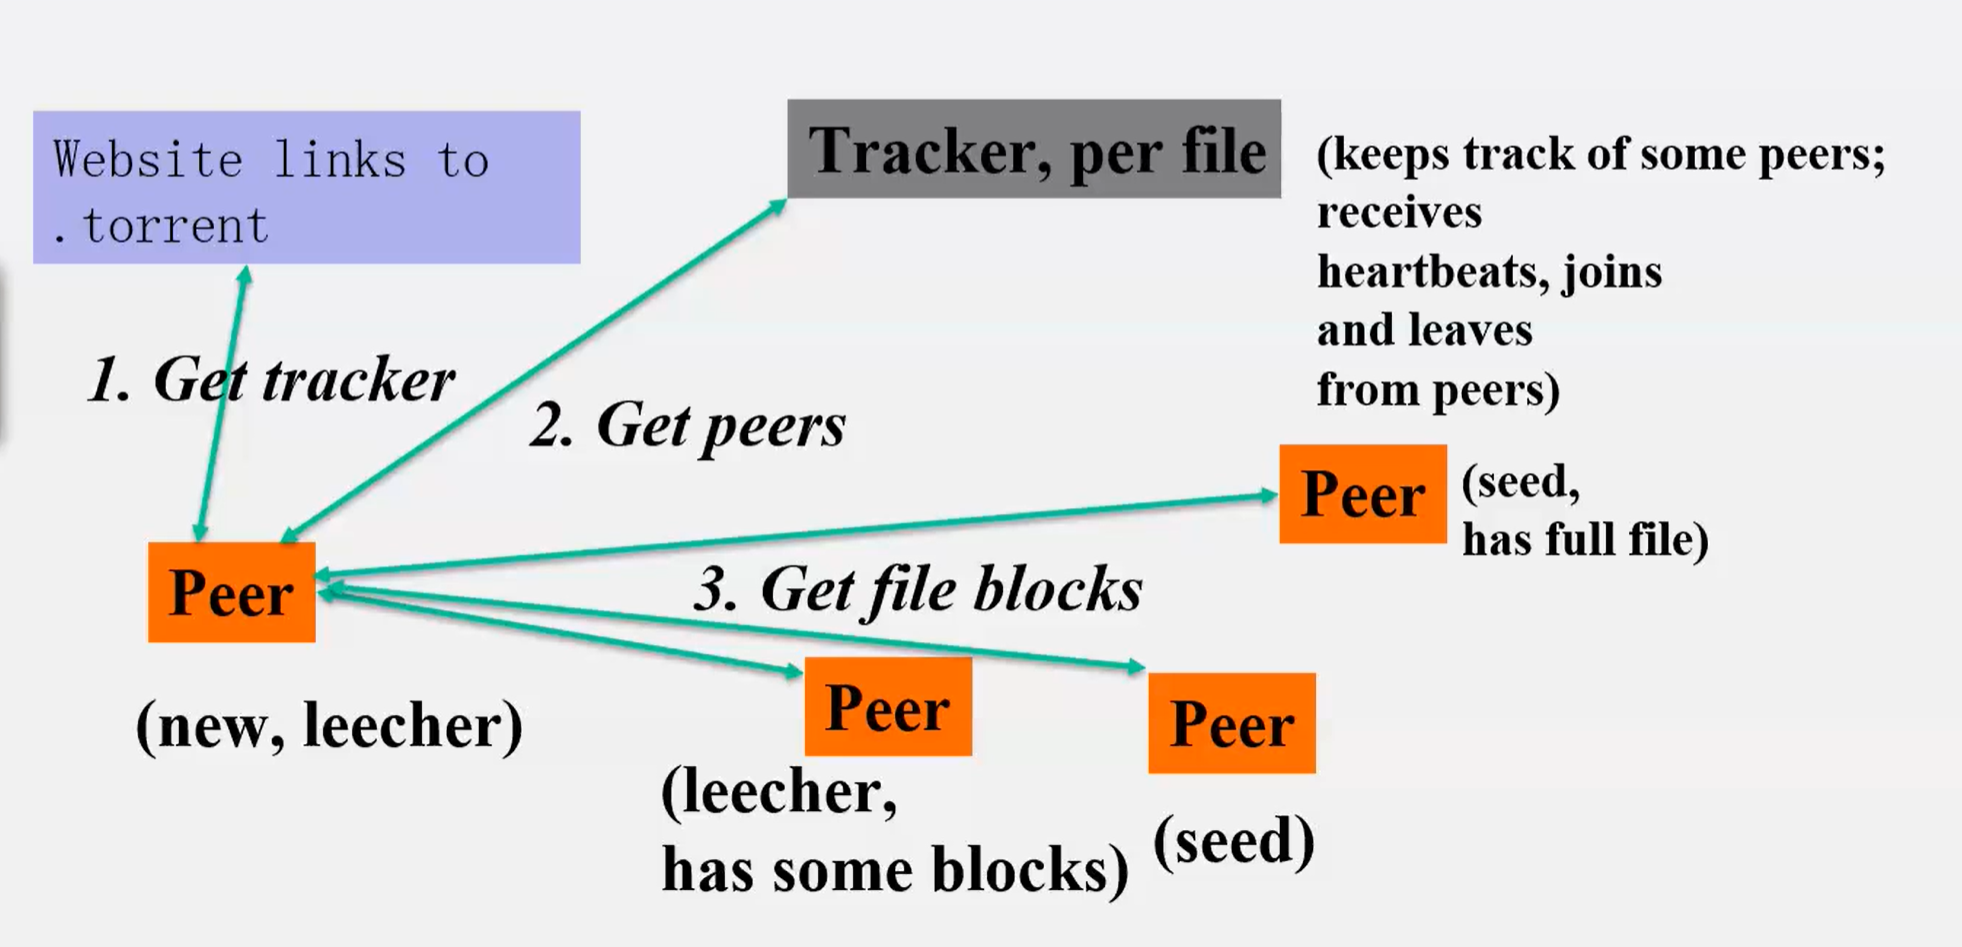 Website links to
.torrent
Tracker, per file
(keeps track of some peers;
receives
heartbeats, joins
and leaves
from peers)
1. Get tracker
2. Get peers
Peer
(seed,
has full file)
Peer
3. Get file blocks
(new, leecher)
Peer
(leecher,
has some blocks)
Peer
(seed)